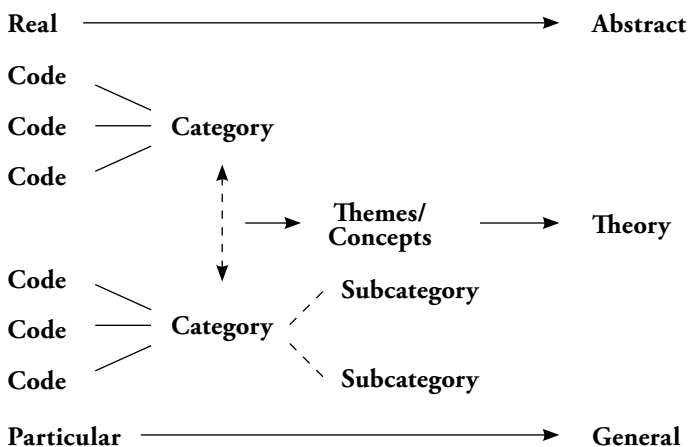 Real Abstract
Code
Code Category
Code
Themes/
Concepts Theory
Code Subcategory
Code Category
Code Subcategory
Particular General